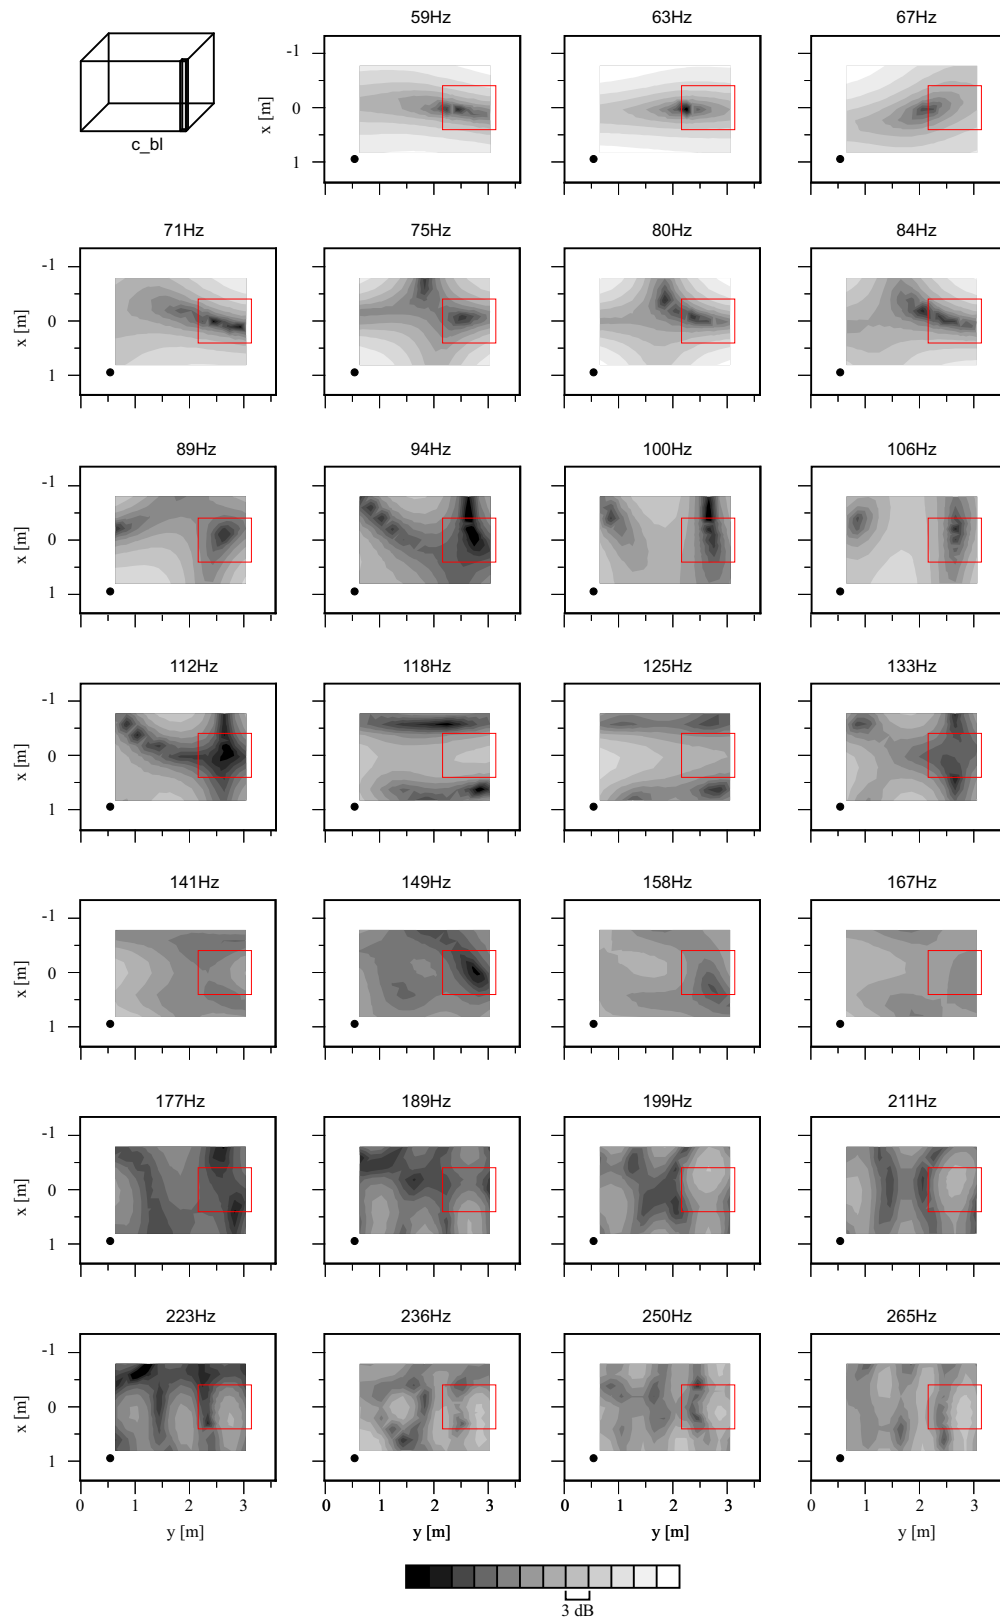 59Hz 63Hz 67Hz
c_bl
x [m] -1 0 1
71Hz 75Hz 80Hz 84Hz
x [m] -1 0 1
89Hz 94Hz 100Hz 106Hz
x [m] -1 0 1
112Hz 118Hz 125Hz 133Hz
x [m] -1 0 1
141Hz 149Hz 158Hz 167Hz
x [m] -1 0 1
177Hz 189Hz 199Hz 211Hz
x [m] -1 0 1
223Hz 236Hz 250Hz 265Hz
x [m] -1 0 1
0 1 2 3 0 1 2 3 0 1 2 3 0 1 2 3
y [m] y [m] y [m] y [m]
3 dB